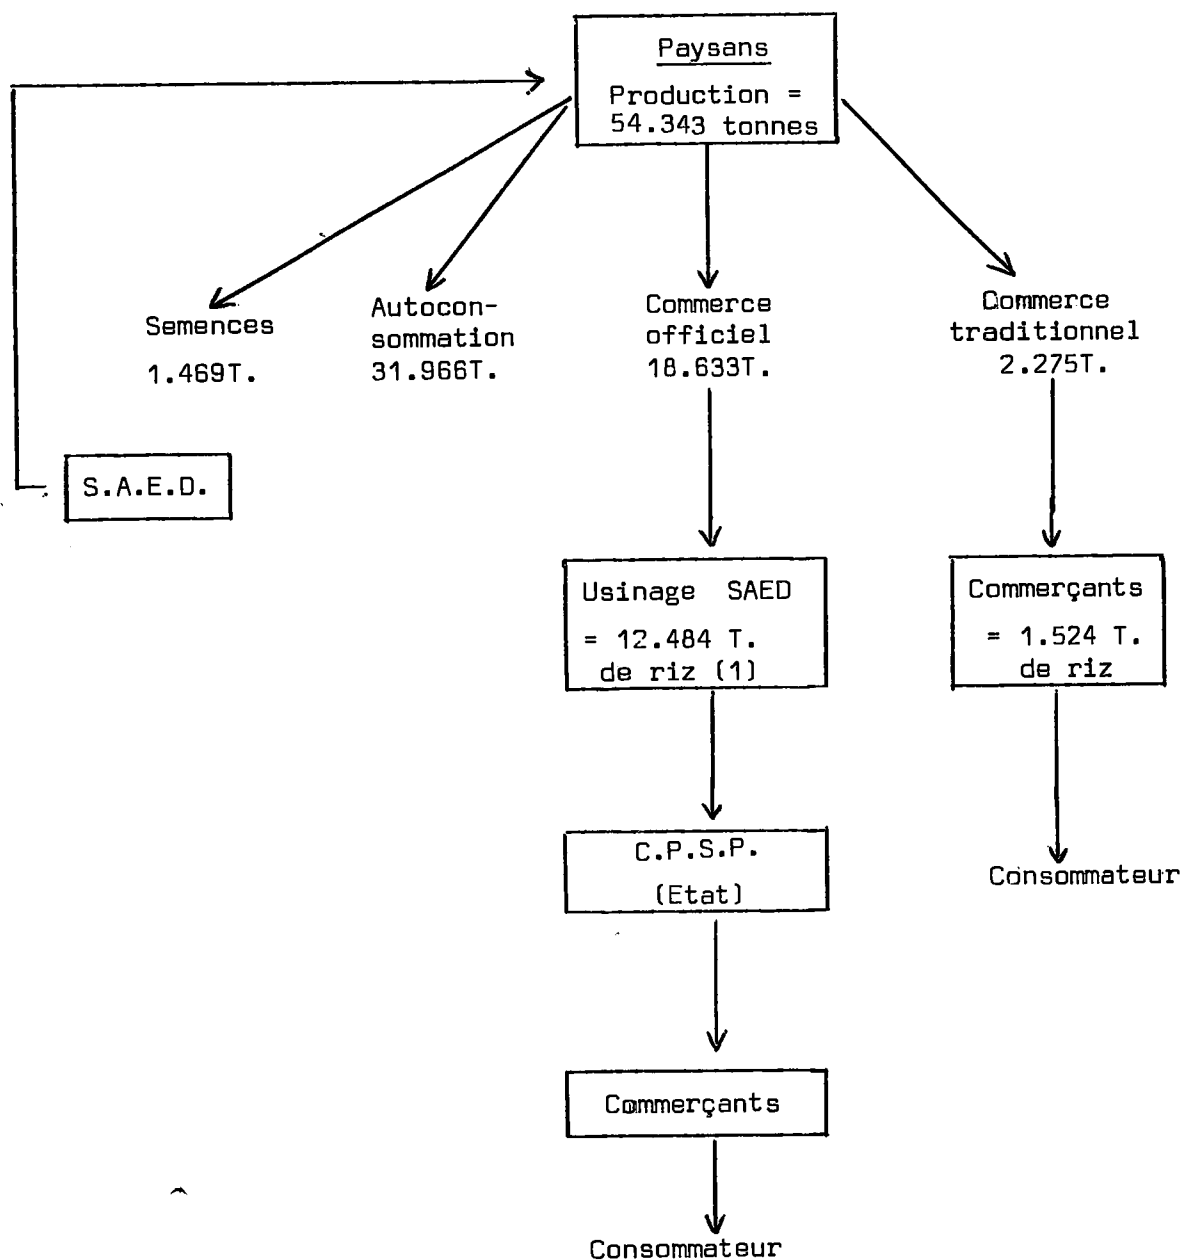 Paysans
Production =
54.343 tonnes
Semences
1.469T.
Autocon-
sommation
31.966T.
Commerce
officiel
18.633T.
Commerce
traditionnel
2.275T.
S.A.E.D.
Usinage SAED
= 12.484 T.
de riz (1)
Commerçants
= 1.524 T.
de riz
C.P.S.P.
(Etat)
Consommateur
Commerçants
Consommateur